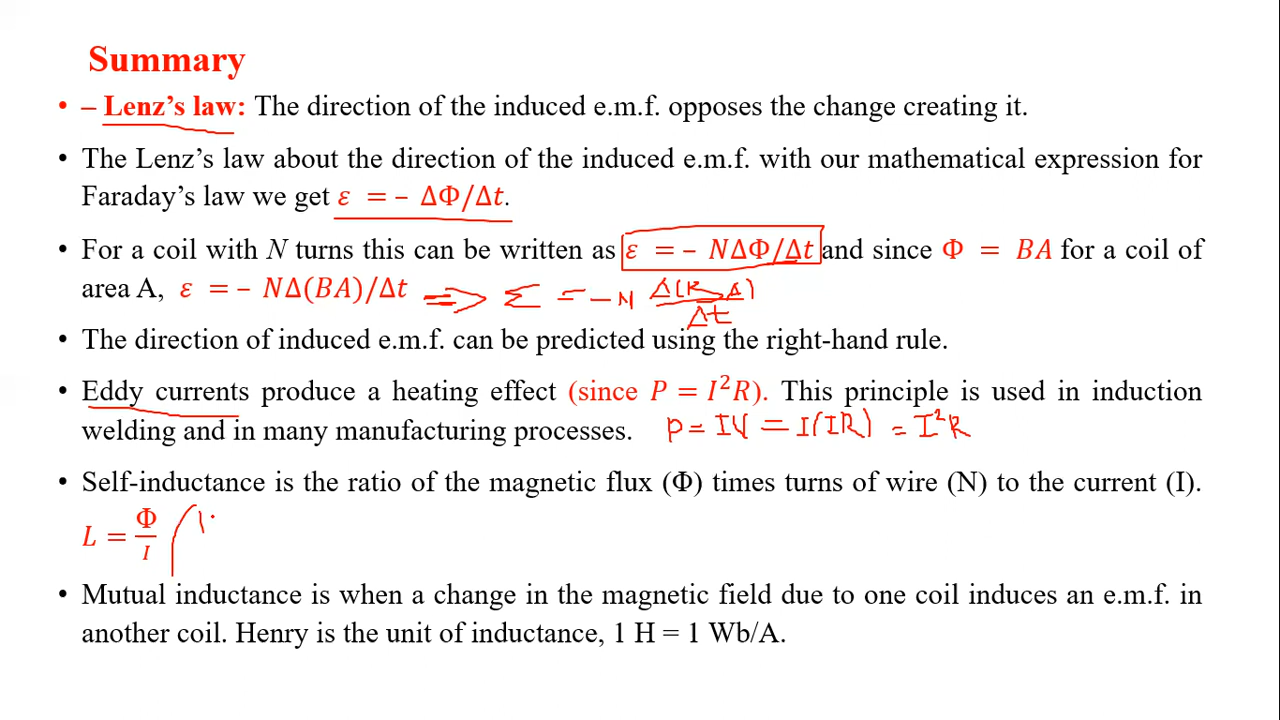 Summary
• – Lenz’s law: The direction of the induced e.m.f. opposes the change creating it.
• The Lenz’s law about the direction of the induced e.m.f. with our mathematical expression for
Faraday’s law we get ε = – ΔΦ/Δt.
• For a coil with N turns this can be written as ε = – NΔΦ/Δt and since Φ = BA for a coil of
area A, ε = – NΔ(BA)/Δt => Σ = -N Δ(B A)/Δt
• The direction of induced e.m.f. can be predicted using the right-hand rule.
• Eddy currents produce a heating effect (since P = I²R). This principle is used in induction
welding and in many manufacturing processes. P = IV = I(IR) = I²R
• Self-inductance is the ratio of the magnetic flux (Φ) times turns of wire (N) to the current (I).
L = Φ/I (
• Mutual inductance is when a change in the magnetic field due to one coil induces an e.m.f. in
another coil. Henry is the unit of inductance, 1 H = 1 Wb/A.